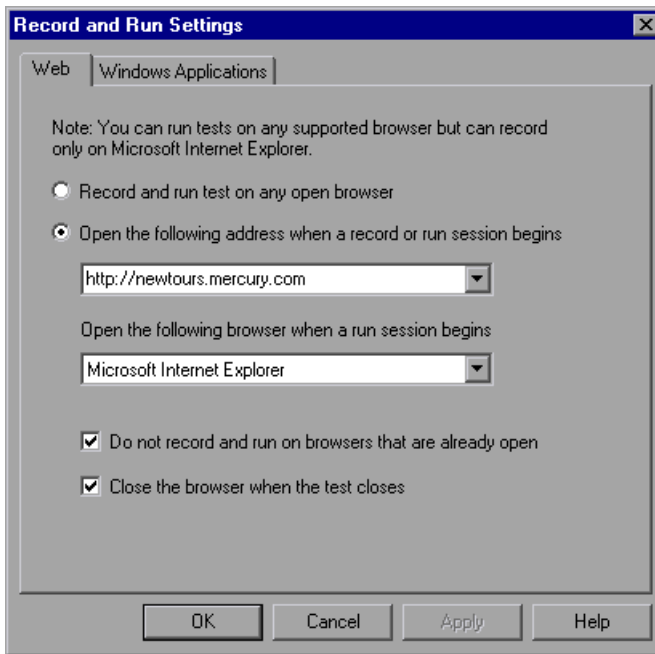 Record and Run Settings
Web
Windows Applications
Note: You can run tests on any supported browser but can record
only on Microsoft Internet Explorer.
Record and run test on any open browser
Open the following address when a record or run session begins
http://newtours.mercury.com
Open the following browser when a run session begins
Microsoft Internet Explorer
Do not record and run on browsers that are already open
Close the browser when the test closes
OK
Cancel
Apply
Help